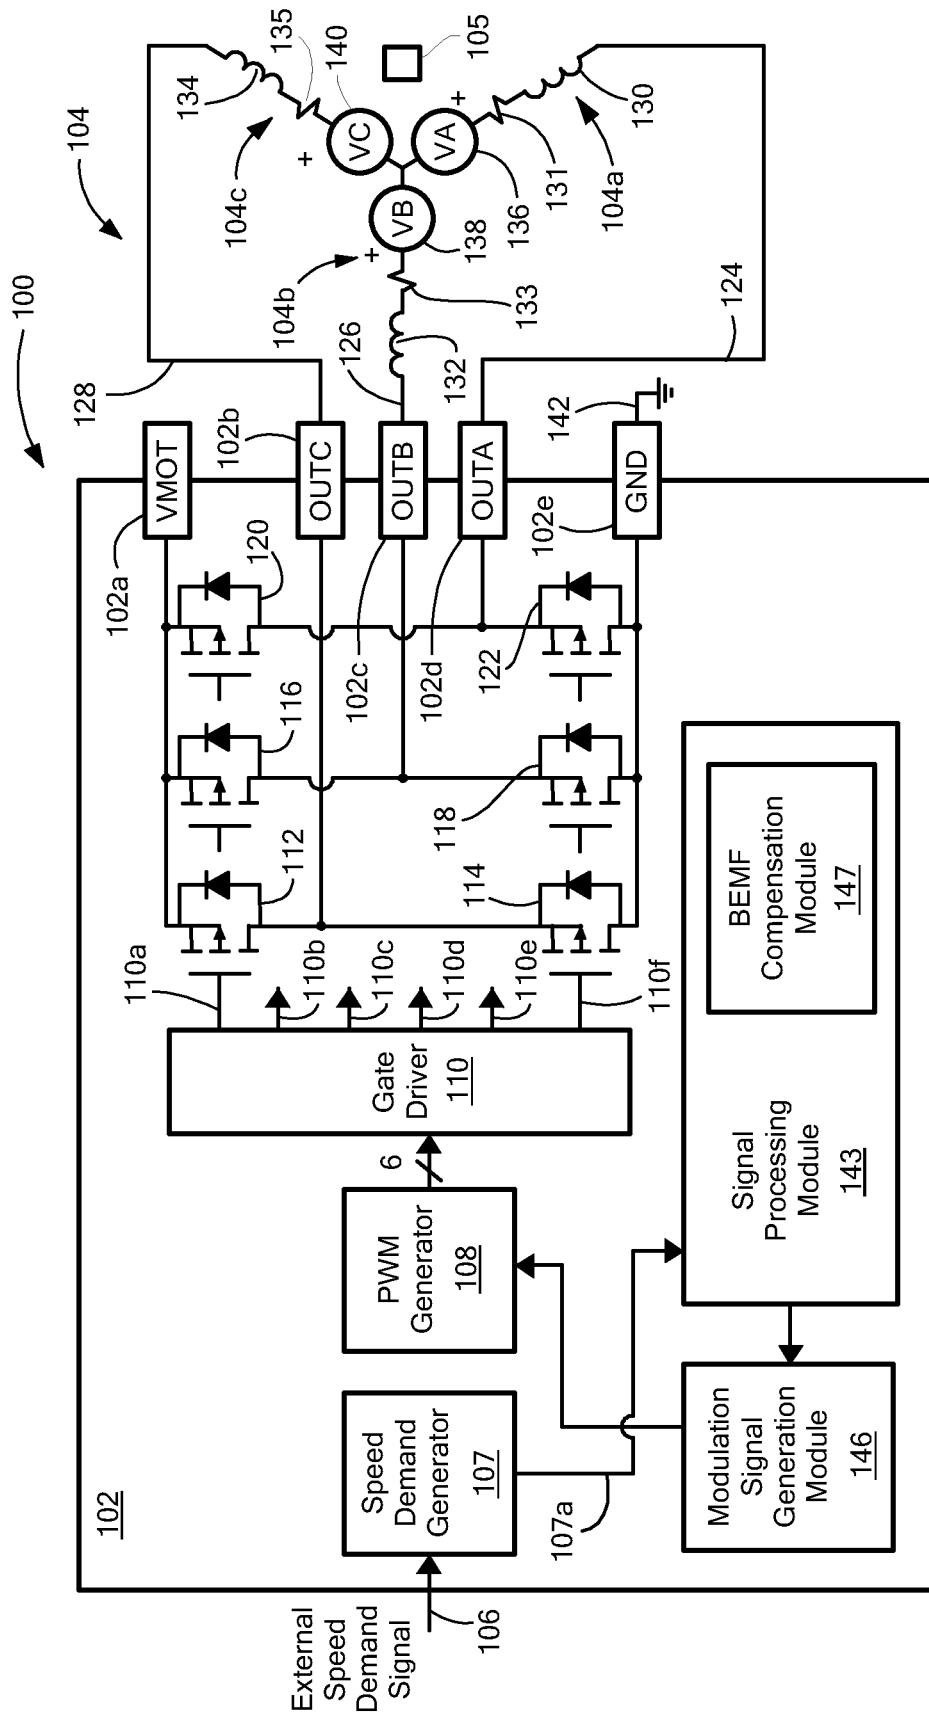 100
104
102
External
Speed
Demand
Signal
106
Speed
Demand
Generator
107
107a
PWM
Generator
108
6
Gate
Driver
110
110a
110b
110c
110d
110e
110f
112
114
116
118
120
122
VMOT
102a
OUTC
102b
OUTB
102c
OUTA
102d
GND
102e
142
128
126
124
134
135
140
VC
+
104c
105
VB
138
+
104b
133
132
VA
136
+
131
130
104a
Modulation
Signal
Generation
Module
146
Signal
Processing
Module
143
BEMF
Compensation
Module
147